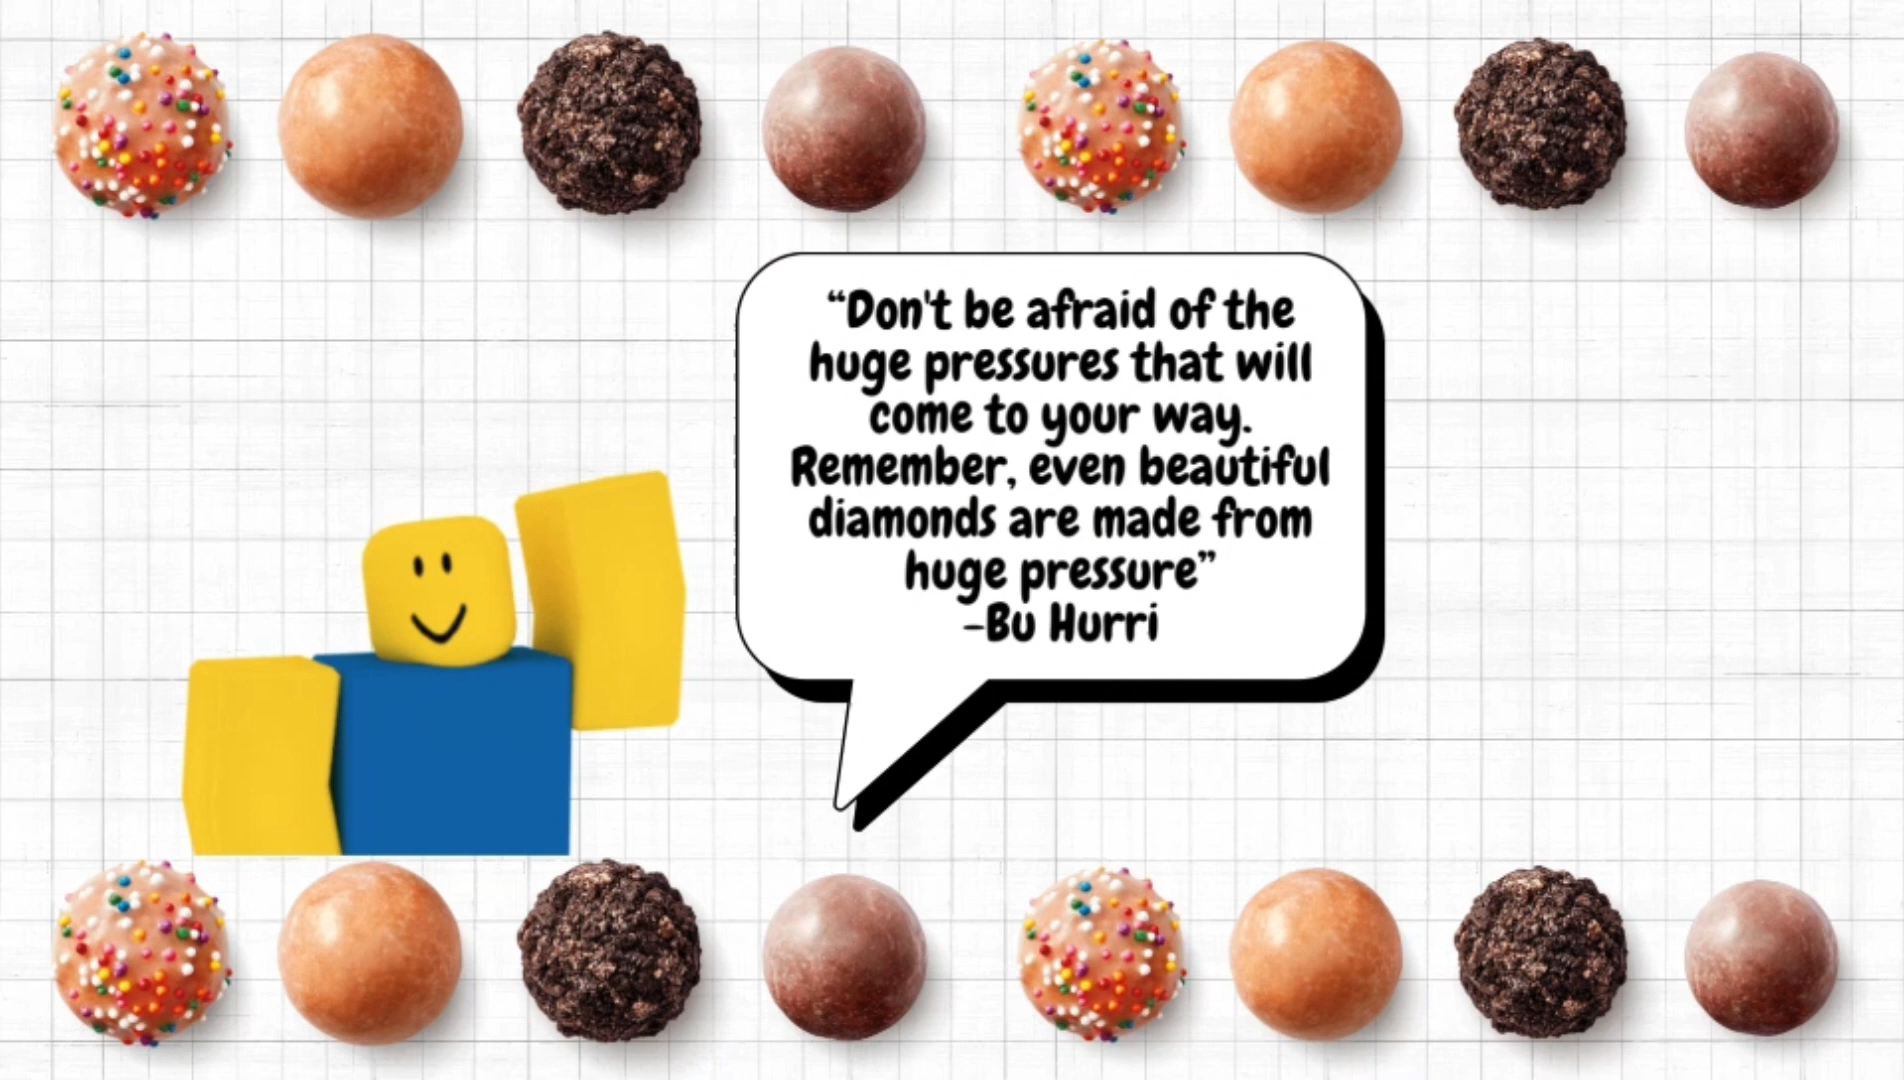 “Don't be afraid of the
huge pressures that will
come to your way.
Remember, even beautiful
diamonds are made from
huge pressure”
-Bu Hurri